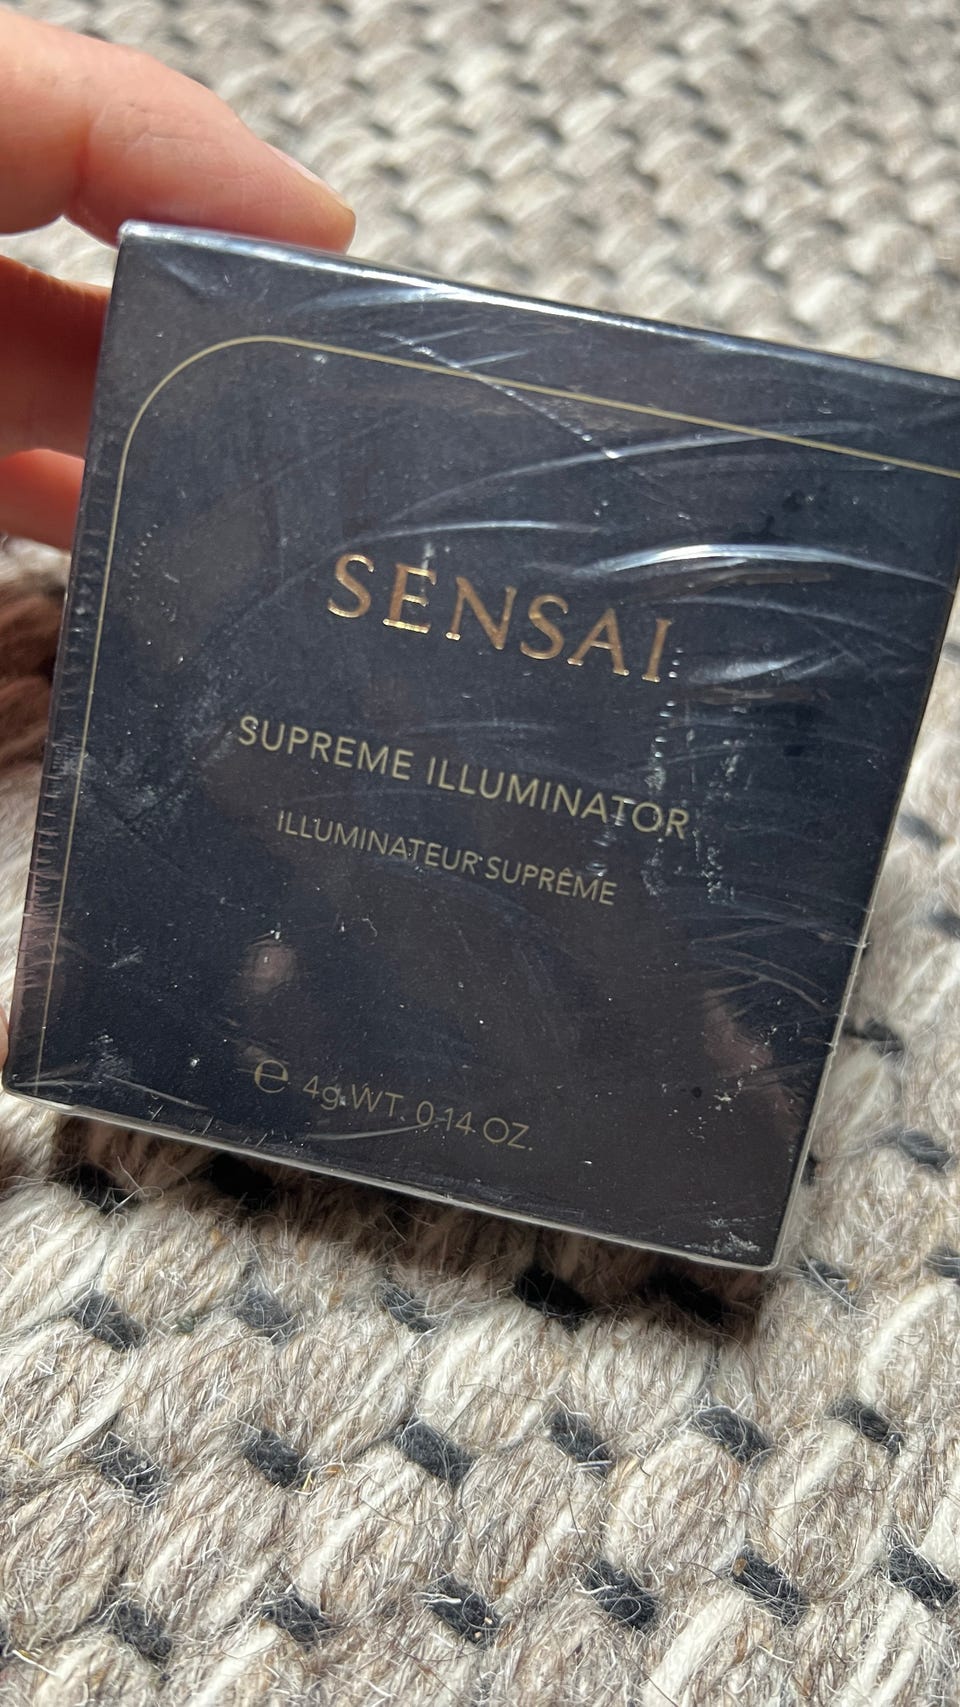 SENSAI
SUPREME ILLUMINATOR
ILLUMINATEUR SUPRÊME
℮ 4g WT. 0.14 OZ.